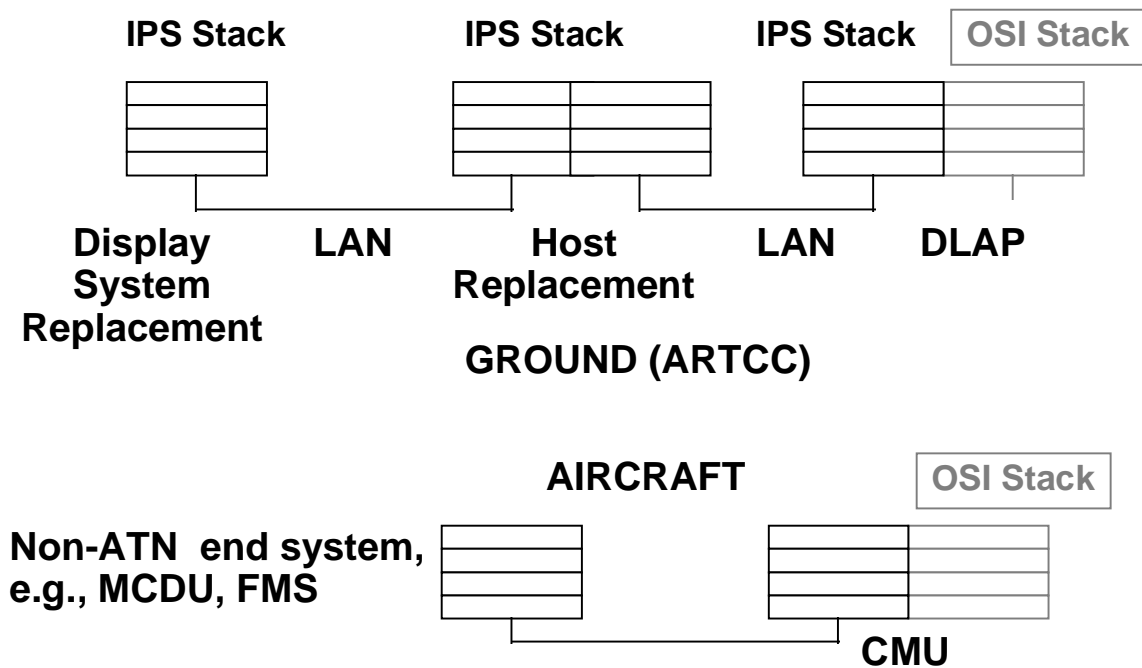 IPS Stack
IPS Stack
IPS Stack
OSI Stack
Display
System
Replacement
LAN
Host
Replacement
LAN
DLAP
GROUND (ARTCC)
AIRCRAFT
OSI Stack
Non-ATN end system,
e.g., MCDU, FMS
CMU